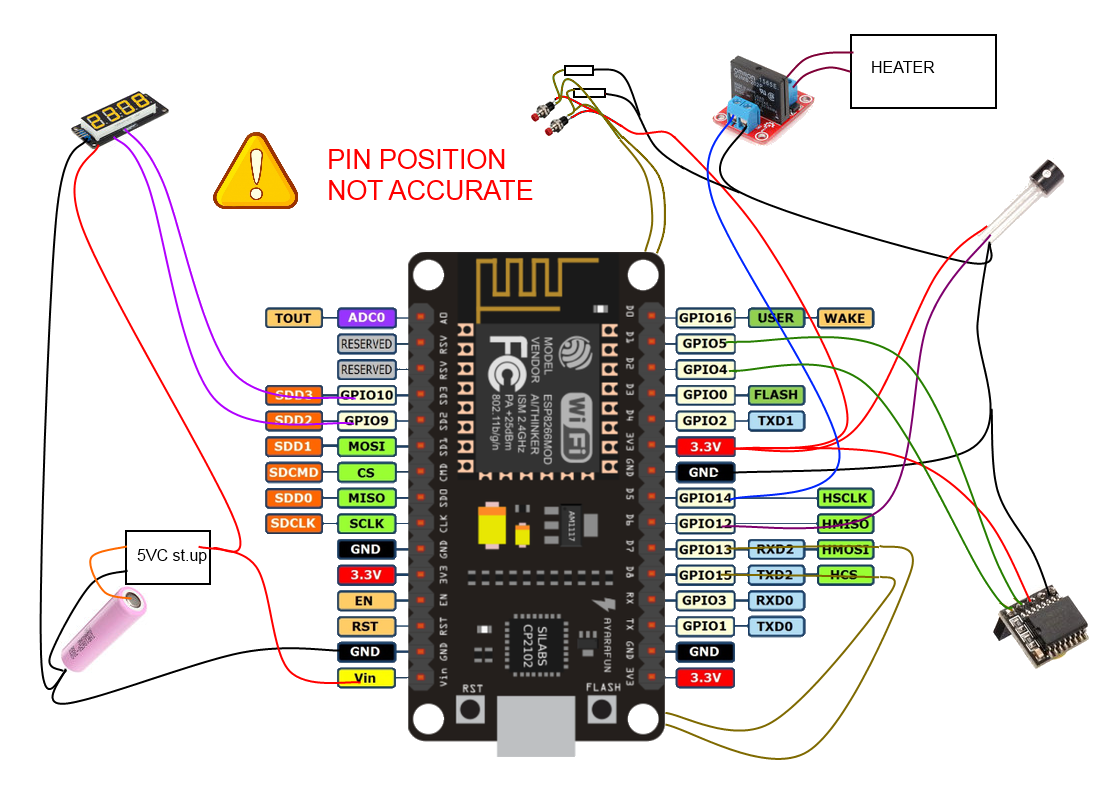 HEATER
PIN POSITION
NOT ACCURATE
TOUT ADC0 A0
RESERVED RSV
RESERVED RSV
SDD3 GPIO10 SD3
SDD2 GPIO9 SD2
SDD1 MOSI SD1
SDCMD CS CMD
SDD0 MISO SD0
SDCLK SCLK CLK
GND GND
3.3V 3V3
EN EN
RST RST
GND GND
Vin Vin
D0 GPIO16 USER WAKE
D1 GPIO5
D2 GPIO4
D3 GPIO0 FLASH
D4 GPIO2 TXD1
3V3 3.3V
GND GND
D5 GPIO14 HSCLK
D6 GPIO12 HMISO
D7 GPIO13 RXD2 HMOSI
D8 GPIO15 TXD2 HCS
RX GPIO3 RXD0
TX GPIO1 TXD0
GND GND
3V3 3.3V
5VC st.up
MODEL ESP8266MOD
VENDOR AI/THINKER
ISM 2.4GHz
PA +25dBm
802.11b/g/n
FC
WiFi
AM1117
SILABS
CP2102
AYARAFUN
RST
FLASH